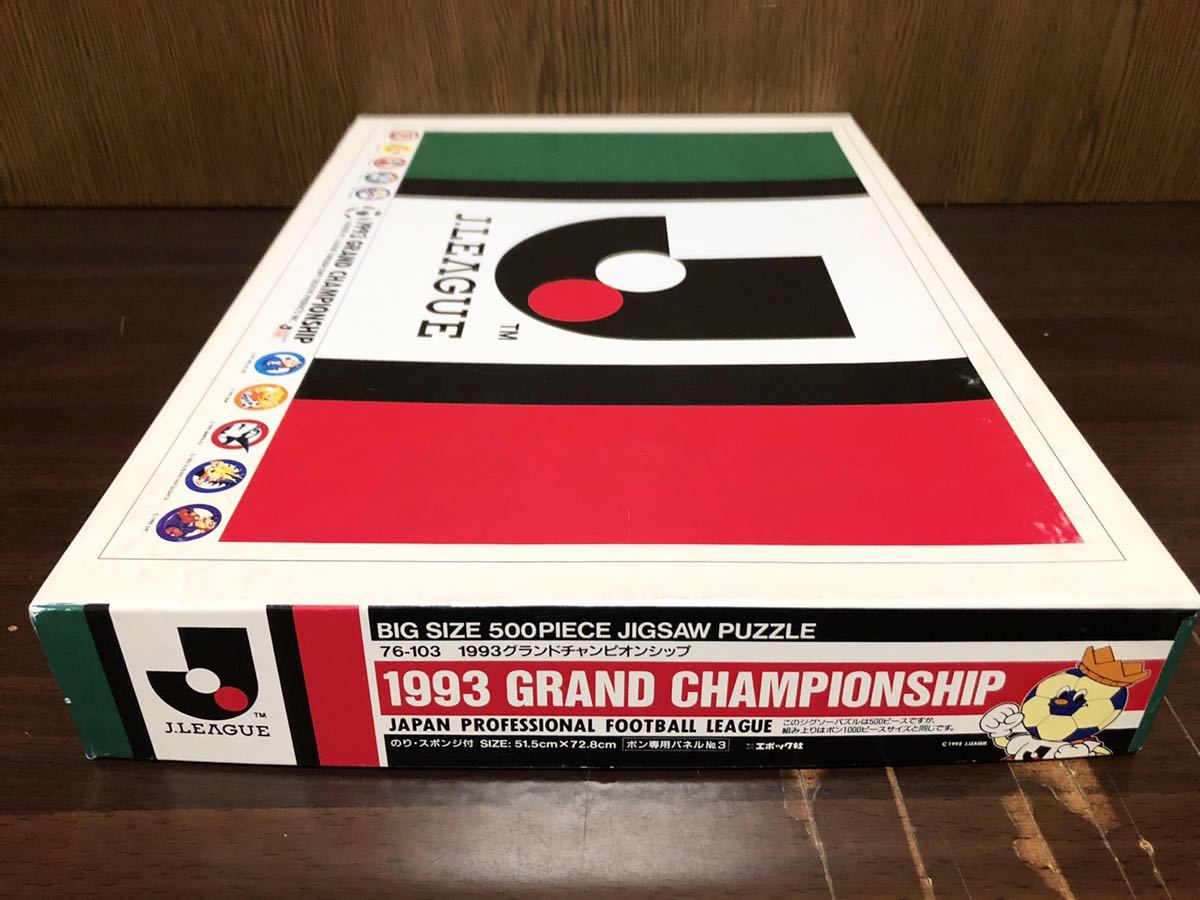 J.LEAGUE
TM
1993 GRAND CHAMPIONSHIP
BIG SIZE 500PIECE JIGSAW PUZZLE
76-103 1993グランドチャンピオンシップ
1993 GRAND CHAMPIONSHIP
JAPAN PROFESSIONAL FOOTBALL LEAGUE
このジグソーパズルは500ピースですが、
組み上りはボン1000ピースサイズと同じです。
のり・スポンジ付 SIZE: 51.5cm×72.8cm ボン専用パネルNo.3 エポック社
J.LEAGUE
TM